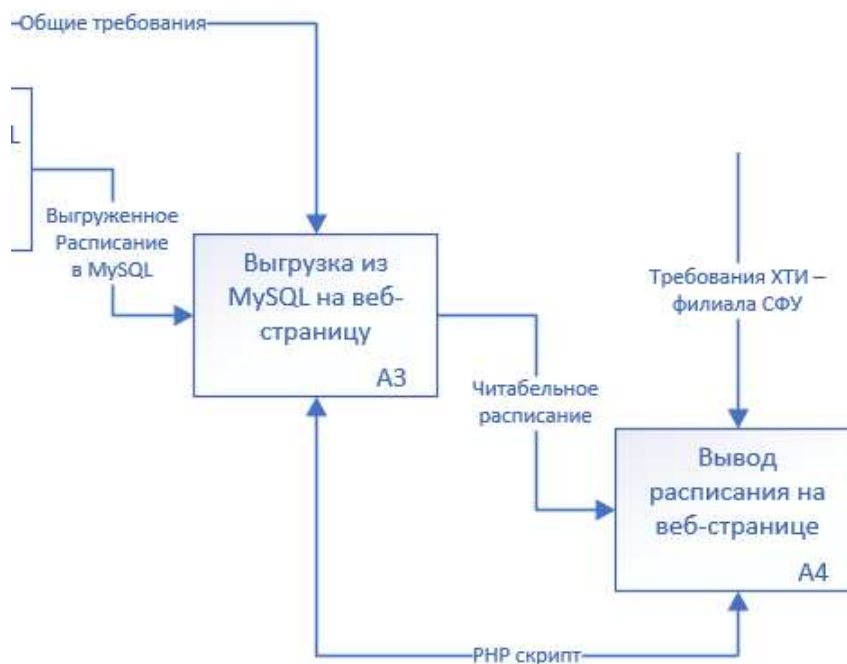 Общие требования
L
Выгруженное
Расписание
в MySQL
Выгрузка из
MySQL на веб-
страницу
A3
Требования ХТИ –
филиала СФУ
Читабельное
расписание
Вывод
расписания на
веб-странице
A4
PHP скрипт